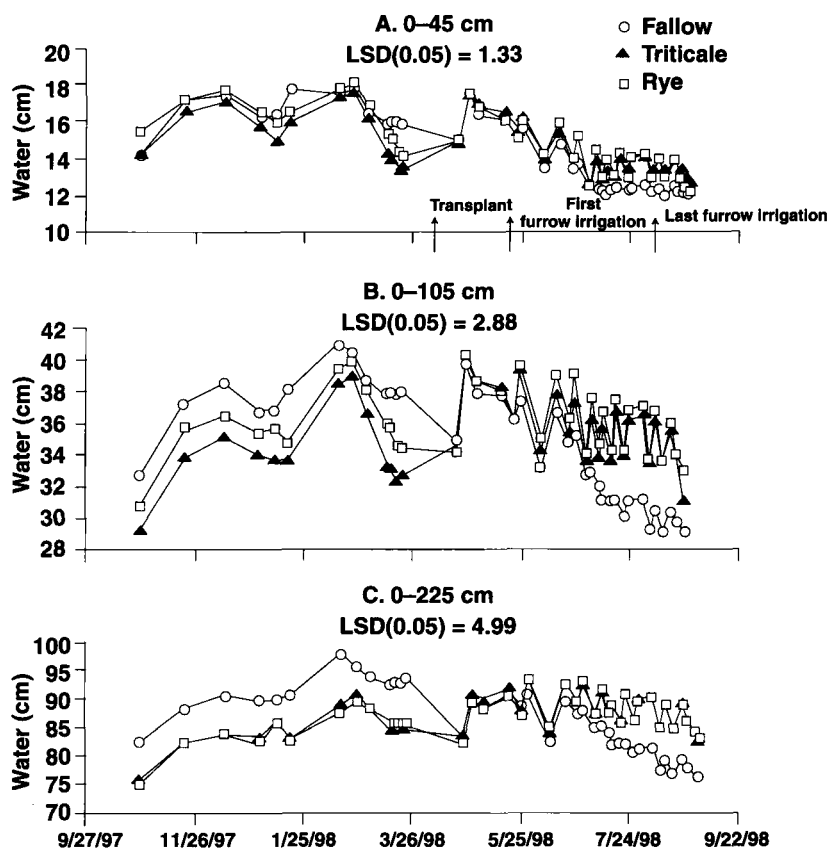 A. 0–45 cm
LSD(0.05) = 1.33
Fallow
Triticale
Rye
Water (cm)
20
18
16
14
12
10
Transplant
First
furrow irrigation
Last furrow irrigation
B. 0–105 cm
LSD(0.05) = 2.88
Water (cm)
42
40
38
36
34
32
30
28
C. 0–225 cm
LSD(0.05) = 4.99
Water (cm)
100
95
90
85
80
75
70
9/27/97 11/26/97 1/25/98 3/26/98 5/25/98 7/24/98 9/22/98